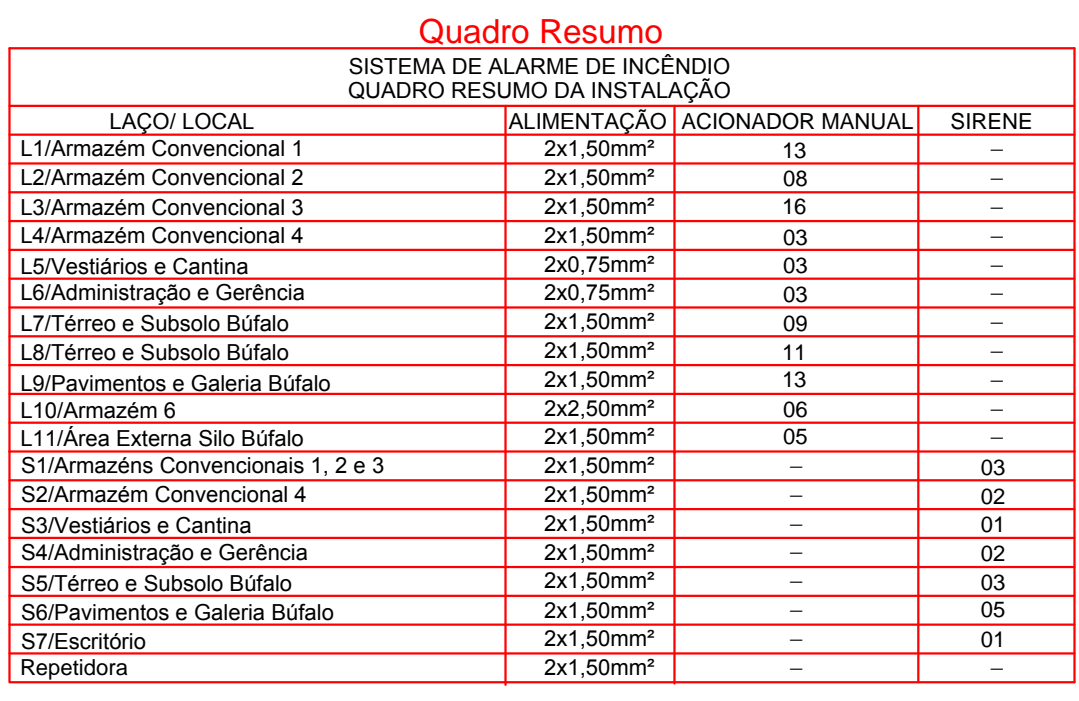 Quadro Resumo
SISTEMA DE ALARME DE INCÊNDIO
QUADRO RESUMO DA INSTALAÇÃO
LAÇO/ LOCAL ALIMENTAÇÃO ACIONADOR MANUAL SIRENE
L1/Armazém Convencional 1 2x1,50mm² 13 –
L2/Armazém Convencional 2 2x1,50mm² 08 –
L3/Armazém Convencional 3 2x1,50mm² 16 –
L4/Armazém Convencional 4 2x1,50mm² 03 –
L5/Vestiários e Cantina 2x0,75mm² 03 –
L6/Administração e Gerência 2x0,75mm² 03 –
L7/Térreo e Subsolo Búfalo 2x1,50mm² 09 –
L8/Térreo e Subsolo Búfalo 2x1,50mm² 11 –
L9/Pavimentos e Galeria Búfalo 2x1,50mm² 13 –
L10/Armazém 6 2x2,50mm² 06 –
L11/Área Externa Silo Búfalo 2x1,50mm² 05 –
S1/Armazéns Convencionais 1, 2 e 3 2x1,50mm² – 03
S2/Armazém Convencional 4 2x1,50mm² – 02
S3/Vestiários e Cantina 2x1,50mm² – 01
S4/Administração e Gerência 2x1,50mm² – 02
S5/Térreo e Subsolo Búfalo 2x1,50mm² – 03
S6/Pavimentos e Galeria Búfalo 2x1,50mm² – 05
S7/Escritório 2x1,50mm² – 01
Repetidora 2x1,50mm² – –